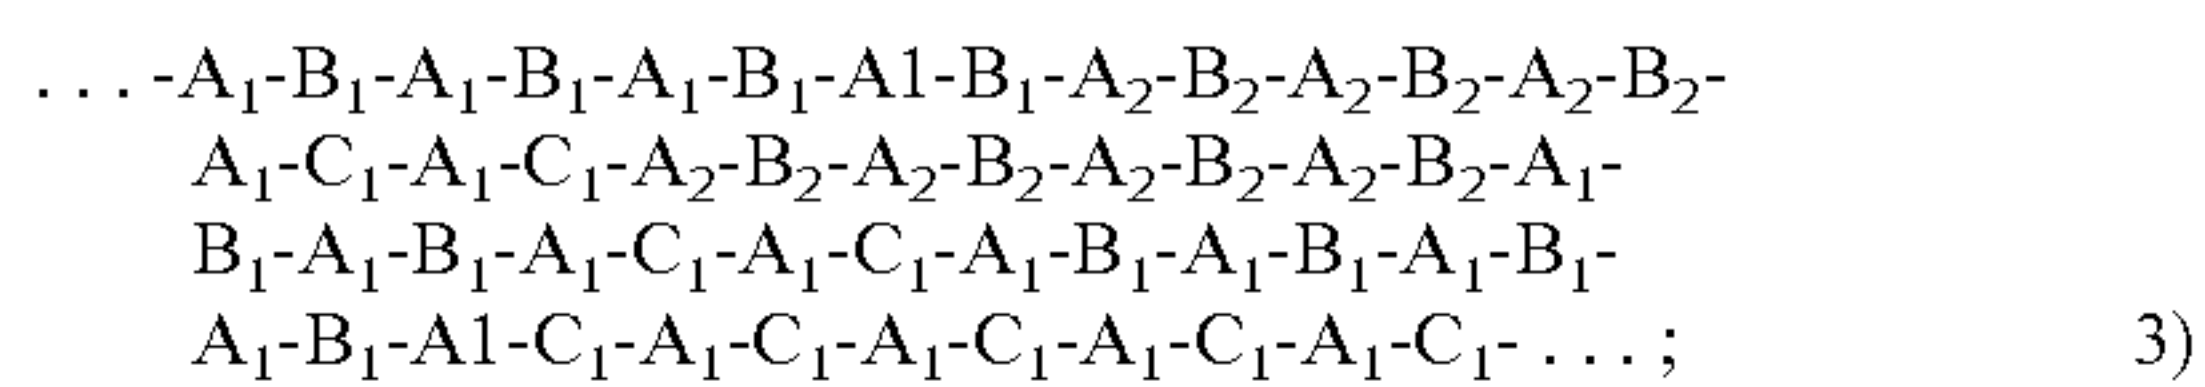 . . . -A₁-B₁-A₁-B₁-A₁-B₁-A1-B₁-A₂-B₂-A₂-B₂-A₂-B₂-
A₁-C₁-A₁-C₁-A₂-B₂-A₂-B₂-A₂-B₂-A₂-B₂-A₁-
B₁-A₁-B₁-A₁-C₁-A₁-C₁-A₁-B₁-A₁-B₁-A₁-B₁-
A₁-B₁-A1-C₁-A₁-C₁-A₁-C₁-A₁-C₁-A₁-C₁- . . . ; 3)